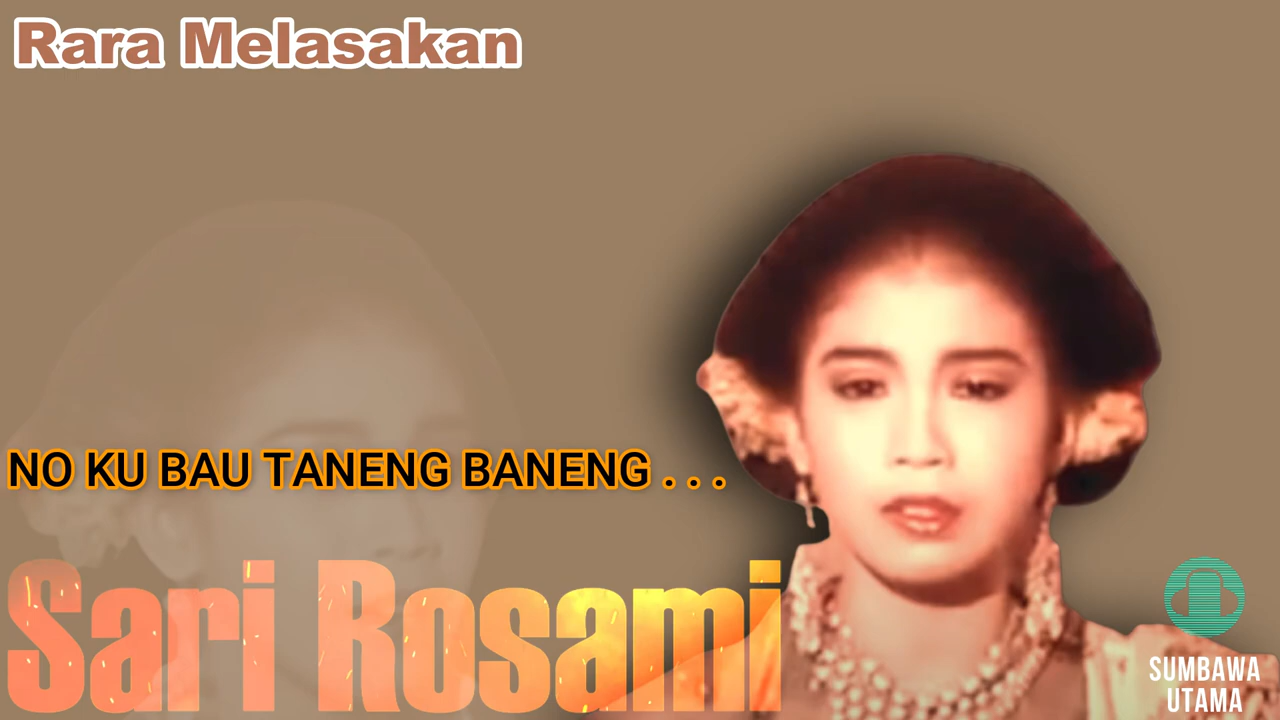 Rara Melasakan
NO KU BAU TANENG BANENG . . .
Sari Rosami
SUMBAWA
UTAMA